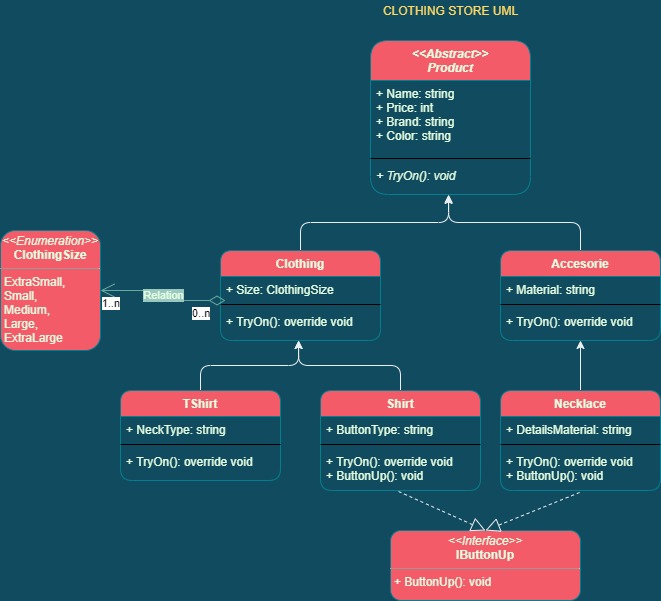 CLOTHING STORE UML
<<Abstract>>
Product
+ Name: string
+ Price: int
+ Brand: string
+ Color: string
+ TryOn(): void
<<Enumeration>>
ClothingSize
ExtraSmall,
Small,
Medium,
Large,
ExtraLarge
Relation
1..n
0..n
Clothing
+ Size: ClothingSize
+ TryOn(): override void
Accesorie
+ Material: string
+ TryOn(): override void
TShirt
+ NeckType: string
+ TryOn(): override void
Shirt
+ ButtonType: string
+ TryOn(): override void
+ ButtonUp(): void
Necklace
+ DetailsMaterial: string
+ TryOn(): override void
+ ButtonUp(): void
<<Interface>>
IButtonUp
+ ButtonUp(): void